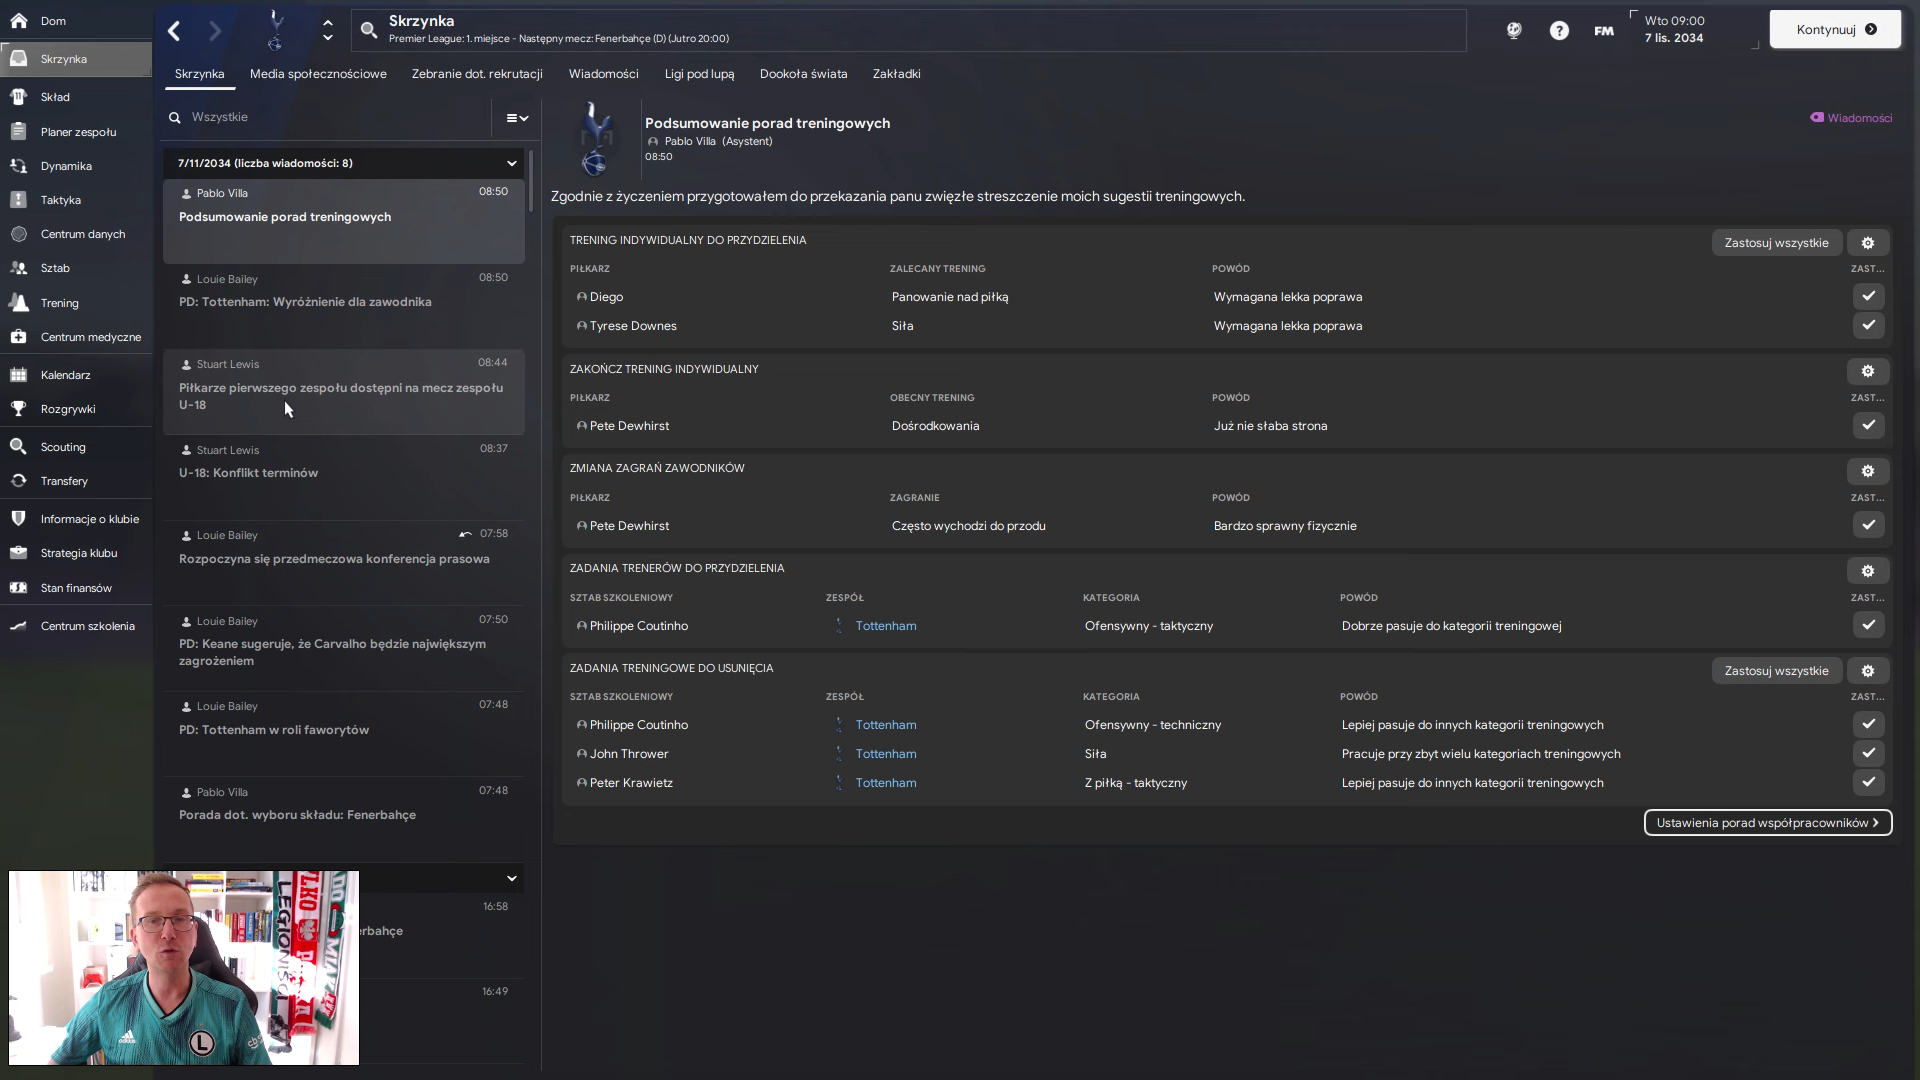 Dom
Skrzynka
Skład
Planer zespołu
Dynamika
Taktyka
Centrum danych
Sztab
Trening
Centrum medyczne
Kalendarz
Rozgrywki
Scouting
Transfery
Informacje o klubie
Strategia klubu
Stan finansów
Centrum szkolenia
Skrzynka
Premier League: 1. miejsce - Następny mecz: Fenerbahçe (D) (Jutro 20:00)
FM
Wto 09:00
7 lis. 2034
Kontynuuj
Skrzynka Media społecznościowe Zebranie dot. rekrutacji Wiadomości Ligi pod lupą Dookoła świata Zakładki
Wszystkie
7/11/2034 (liczba wiadomości: 8)
Pablo Villa 08:50
Podsumowanie porad treningowych
Louie Bailey 08:50
PD: Tottenham: Wyróżnienie dla zawodnika
Stuart Lewis 08:44
Piłkarze pierwszego zespołu dostępni na mecz zespołu
U-18
Stuart Lewis 08:37
U-18: Konflikt terminów
Louie Bailey 07:58
Rozpoczyna się przedmeczowa konferencja prasowa
Louie Bailey 07:50
PD: Keane sugeruje, że Carvalho będzie największym
zagrożeniem
Louie Bailey 07:48
PD: Tottenham w roli faworytów
Pablo Villa 07:48
Porada dot. wyboru składu: Fenerbahçe
16:58
erbahçe
16:49
Podsumowanie porad treningowych
Pablo Villa (Asystent)
08:50
Wiadomości
Zgodnie z życzeniem przygotowałem do przekazania panu zwięzłe streszczenie moich sugestii treningowych.
TRENING INDYWIDUALNY DO PRZYDZIELENIA Zastosuj wszystkie
PIŁKARZ ZALECANY TRENING POWÓD ZAST...
Diego Panowanie nad piłką Wymagana lekka poprawa
Tyrese Downes Siła Wymagana lekka poprawa
ZAKOŃCZ TRENING INDYWIDUALNY
PIŁKARZ OBECNY TRENING POWÓD ZAST...
Pete Dewhirst Dośrodkowania Już nie słaba strona
ZMIANA ZAGRAŃ ZAWODNIKÓW
PIŁKARZ ZAGRANIE POWÓD ZAST...
Pete Dewhirst Często wychodzi do przodu Bardzo sprawny fizycznie
ZADANIA TRENERÓW DO PRZYDZIELENIA
SZTAB SZKOLENIOWY ZESPÓŁ KATEGORIA POWÓD ZAST...
Philippe Coutinho Tottenham Ofensywny - taktyczny Dobrze pasuje do kategorii treningowej
ZADANIA TRENINGOWE DO USUNIĘCIA Zastosuj wszystkie
SZTAB SZKOLENIOWY ZESPÓŁ KATEGORIA POWÓD ZAST...
Philippe Coutinho Tottenham Ofensywny - techniczny Lepiej pasuje do innych kategorii treningowych
John Thrower Tottenham Siła Pracuje przy zbyt wielu kategoriach treningowych
Peter Krawietz Tottenham Z piłką - taktyczny Lepiej pasuje do innych kategorii treningowych
Ustawienia porad współpracowników
LEGIONIŚCI
adidas
L